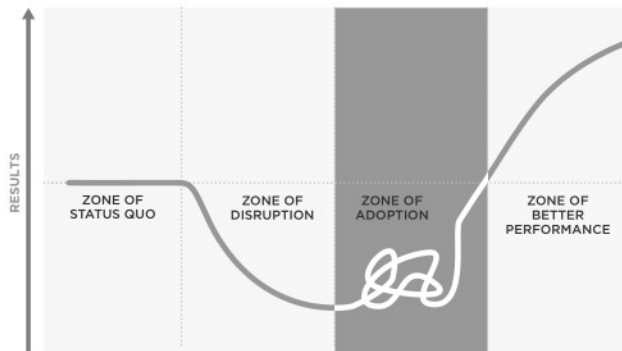 RESULTS
ZONE OF
STATUS QUO
ZONE OF
DISRUPTION
ZONE OF
ADOPTION
ZONE OF
BETTER
PERFORMANCE